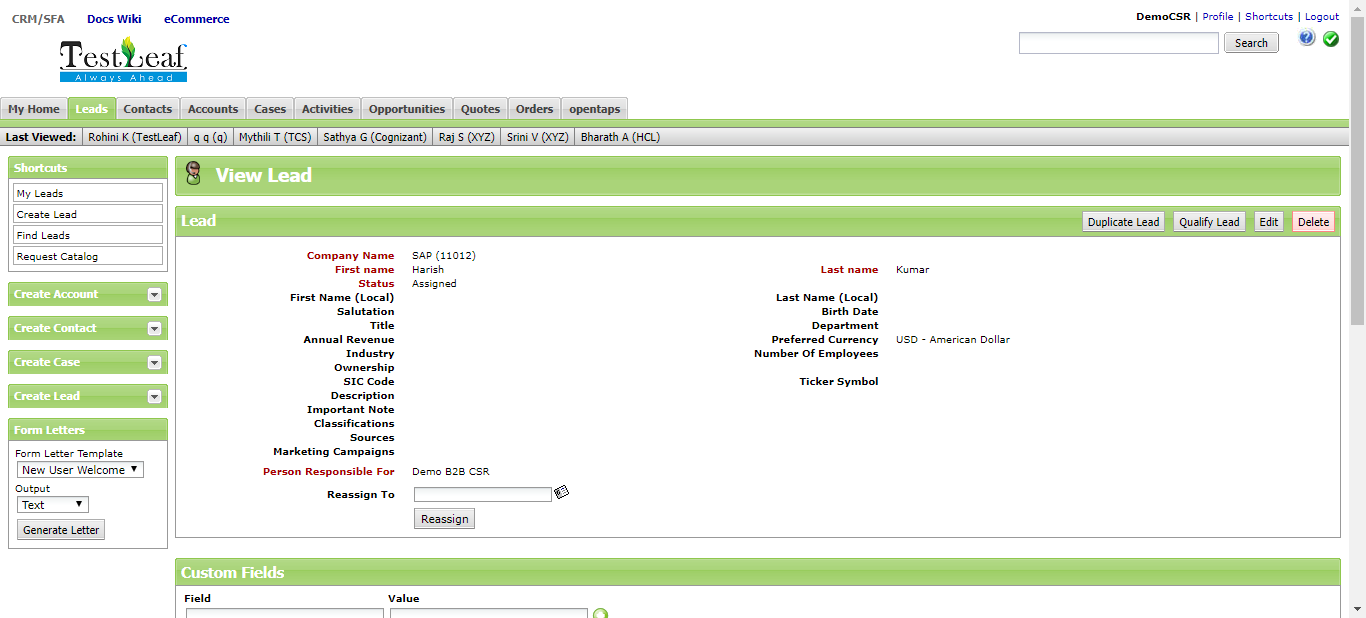 CRM/SFA Docs Wiki eCommerce
DemoCSR | Profile | Shortcuts | Logout
TestLeaf
Always Ahead
Search
My Home Leads Contacts Accounts Cases Activities Opportunities Quotes Orders opentaps
Last Viewed: Rohini K (TestLeaf) q q (q) Mythili T (TCS) Sathya G (Cognizant) Raj S (XYZ) Srini V (XYZ) Bharath A (HCL)
Shortcuts
My Leads
Create Lead
Find Leads
Request Catalog
Create Account
Create Contact
Create Case
Create Lead
Form Letters
Form Letter Template
New User Welcome
Output
Text
Generate Letter
View Lead
Lead
Duplicate Lead Qualify Lead Edit Delete
Company Name SAP (11012)
First name Harish Last name Kumar
Status Assigned
First Name (Local) Last Name (Local)
Salutation Birth Date
Title Department
Annual Revenue Preferred Currency USD - American Dollar
Industry Number Of Employees
Ownership
SIC Code Ticker Symbol
Description
Important Note
Classifications
Sources
Marketing Campaigns
Person Responsible For Demo B2B CSR
Reassign To
Reassign
Custom Fields
Field Value